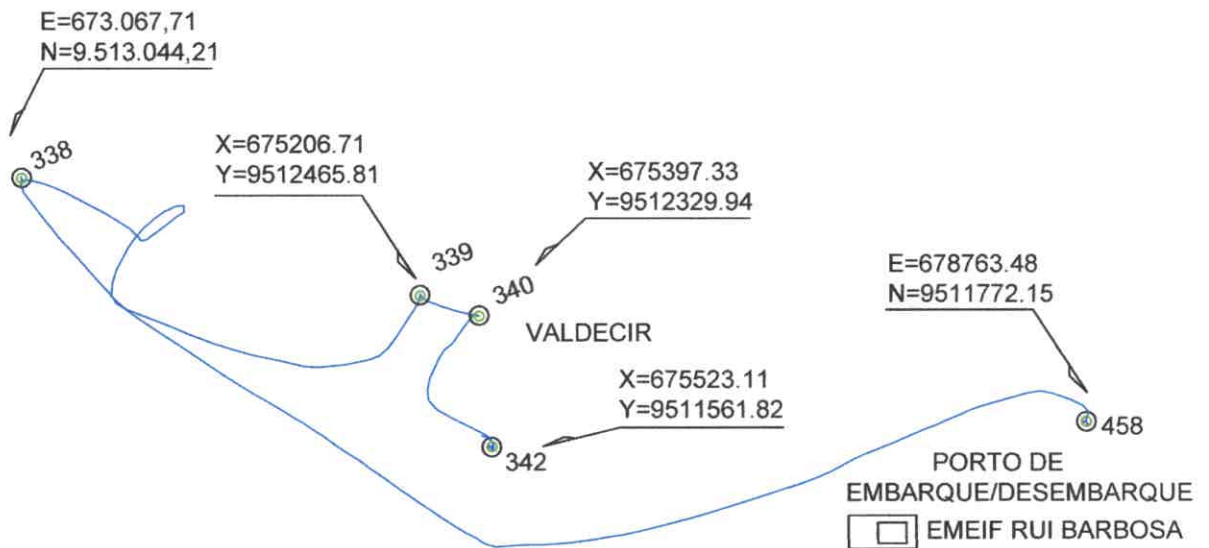 E=673.067,71
N=9.513.044,21
338
X=675206.71
Y=9512465.81
X=675397.33
Y=9512329.94
339
340
VALDECIR
E=678763.48
N=9511772.15
X=675523.11
Y=9511561.82
342
458
PORTO DE
EMBARQUE/DESEMBARQUE
EMEIF RUI BARBOSA